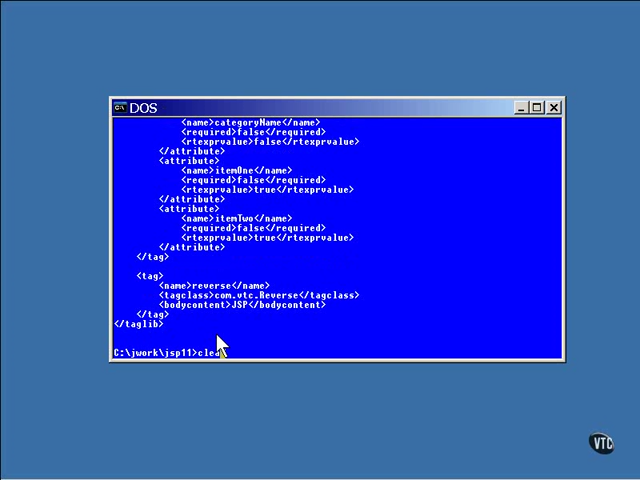 DOS
<name>categoryName</name>
<required>false</required>
<rtexprvalue>false</rtexprvalue>
</attribute>
<attribute>
<name>itemOne</name>
<required>false</required>
<rtexprvalue>true</rtexprvalue>
</attribute>
<attribute>
<name>itemTwo</name>
<required>false</required>
<rtexprvalue>true</rtexprvalue>
</attribute>
</tag>
<tag>
<name>reverse</name>
<tagclass>com.vtc.Reverse</tagclass>
<bodycontent>JSP</bodycontent>
</tag>
</taglib>
C:\jwork\jsp11>clea
VTC